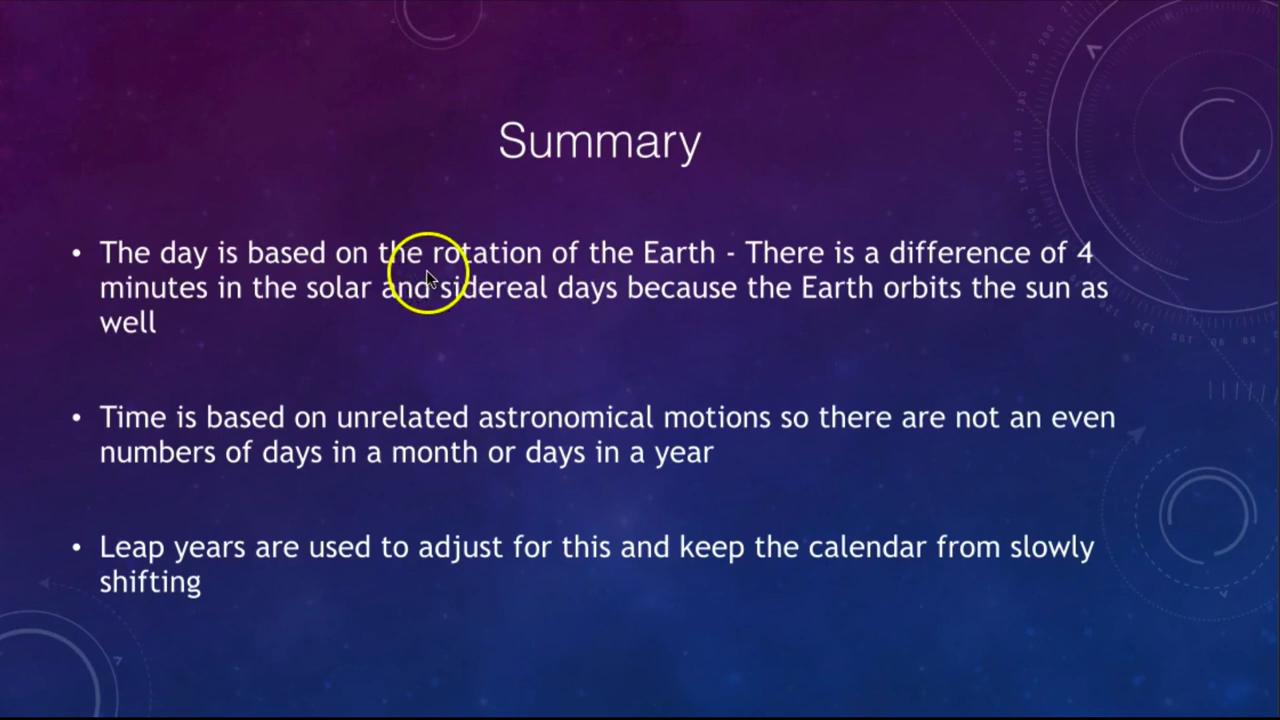 Summary
• The day is based on the rotation of the Earth - There is a difference of 4
minutes in the solar and sidereal days because the Earth orbits the sun as
well
• Time is based on unrelated astronomical motions so there are not an even
numbers of days in a month or days in a year
• Leap years are used to adjust for this and keep the calendar from slowly
shifting